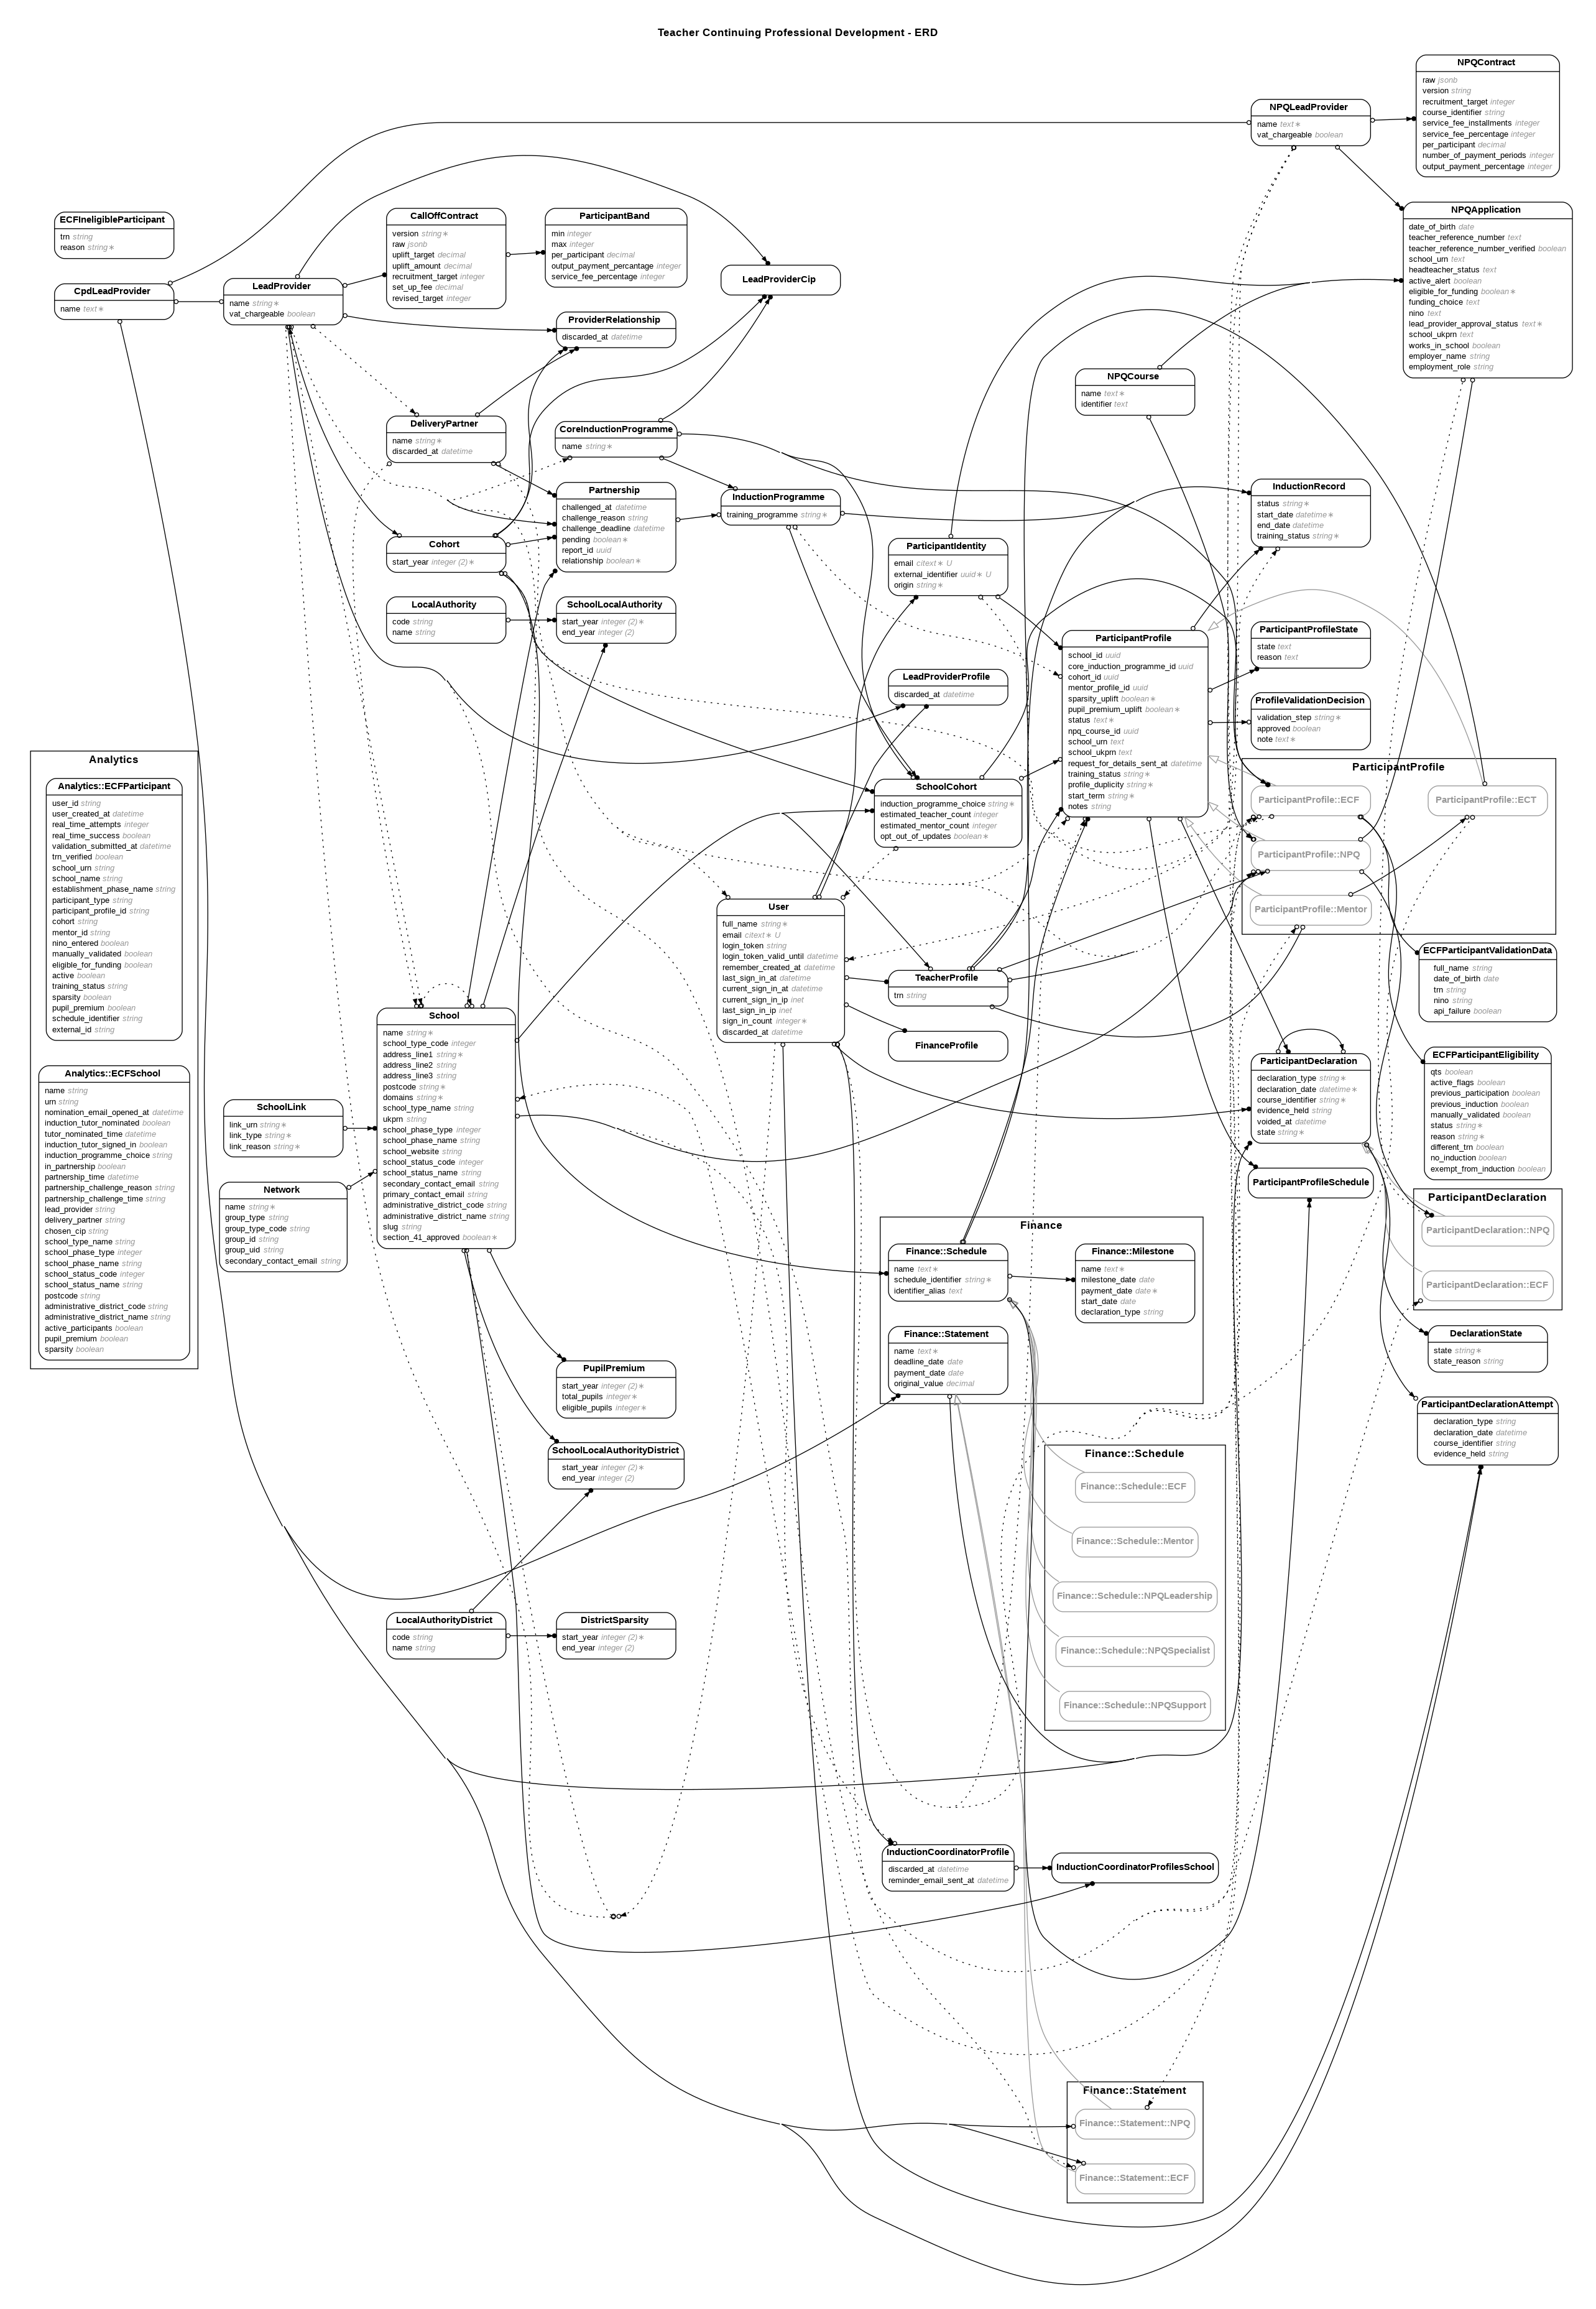 Teacher Continuing Professional Development - ERD
NPQContract
raw jsonb
version string
recruitment_target integer
course_identifier string
service_fee_installments integer
service_fee_percentage integer
per_participant decimal
number_of_payment_periods integer
output_payment_percentage integer
NPQLeadProvider
name text ∗
vat_chargeable boolean
ECFIneligibleParticipant
trn string
reason string ∗
CallOffContract
version string ∗
raw jsonb
uplift_target decimal
uplift_amount decimal
recruitment_target integer
set_up_fee decimal
revised_target integer
ParticipantBand
min integer
max integer
per_participant decimal
output_payment_percantage integer
service_fee_percentage integer
NPQApplication
date_of_birth date
teacher_reference_number text
teacher_reference_number_verified boolean
school_urn text
headteacher_status text
active_alert boolean
eligible_for_funding boolean ∗
funding_choice text
nino text
lead_provider_approval_status text ∗
school_ukprn text
works_in_school boolean
employer_name string
employment_role string
LeadProviderCip
CpdLeadProvider
name text ∗
LeadProvider
name string ∗
vat_chargeable boolean
ProviderRelationship
discarded_at datetime
NPQCourse
name text ∗
identifier text
DeliveryPartner
name string ∗
discarded_at datetime
CoreInductionProgramme
name string ∗
Partnership
challenged_at datetime
challenge_reason string
challenge_deadline datetime
pending boolean ∗
report_id uuid
relationship boolean ∗
InductionProgramme
training_programme string ∗
InductionRecord
status string ∗
start_date datetime ∗
end_date datetime
training_status string ∗
Cohort
start_year integer (2) ∗
ParticipantIdentity
email citext ∗ U
external_identifier uuid ∗ U
origin string ∗
LocalAuthority
code string
name string
SchoolLocalAuthority
start_year integer (2) ∗
end_year integer (2)
ParticipantProfile
school_id uuid
core_induction_programme_id uuid
cohort_id uuid
mentor_profile_id uuid
sparsity_uplift boolean ∗
pupil_premium_uplift boolean ∗
status text ∗
npq_course_id uuid
school_urn text
school_ukprn text
request_for_details_sent_at datetime
training_status string ∗
profile_duplicity string ∗
start_term string ∗
notes string
ParticipantProfileState
state text
reason text
LeadProviderProfile
discarded_at datetime
ProfileValidationDecision
validation_step string ∗
approved boolean
note text ∗
ParticipantProfile
ParticipantProfile::ECF
ParticipantProfile::ECT
ParticipantProfile::NPQ
ParticipantProfile::Mentor
Analytics
Analytics::ECFParticipant
user_id string
user_created_at datetime
real_time_attempts integer
real_time_success boolean
validation_submitted_at datetime
trn_verified boolean
school_urn string
school_name string
establishment_phase_name string
participant_type string
participant_profile_id string
cohort string
mentor_id string
nino_entered boolean
manually_validated boolean
eligible_for_funding boolean
active boolean
training_status string
sparsity boolean
pupil_premium boolean
schedule_identifier string
external_id string
Analytics::ECFSchool
name string
urn string
nomination_email_opened_at datetime
induction_tutor_nominated boolean
tutor_nominated_time datetime
induction_tutor_signed_in boolean
induction_programme_choice string
in_partnership boolean
partnership_time datetime
partnership_challenge_reason string
partnership_challenge_time string
lead_provider string
delivery_partner string
chosen_cip string
school_type_name string
school_phase_type integer
school_phase_name string
school_status_code integer
school_status_name string
postcode string
administrative_district_code string
administrative_district_name string
active_participants boolean
pupil_premium boolean
sparsity boolean
SchoolCohort
induction_programme_choice string ∗
estimated_teacher_count integer
estimated_mentor_count integer
opt_out_of_updates boolean ∗
User
full_name string ∗
email citext ∗ U
login_token string
login_token_valid_until datetime
remember_created_at datetime
last_sign_in_at datetime
current_sign_in_at datetime
current_sign_in_ip inet
last_sign_in_ip inet
sign_in_count integer ∗
discarded_at datetime
TeacherProfile
trn string
FinanceProfile
ECFParticipantValidationData
full_name string
date_of_birth date
trn string
nino string
api_failure boolean
School
name string ∗
school_type_code integer
address_line1 string ∗
address_line2 string
address_line3 string
postcode string ∗
domains string ∗
school_type_name string
ukprn string
school_phase_type integer
school_phase_name string
school_website string
school_status_code integer
school_status_name string
secondary_contact_email string
primary_contact_email string
administrative_district_code string
administrative_district_name string
slug string
section_41_approved boolean ∗
ParticipantDeclaration
declaration_type string ∗
declaration_date datetime ∗
course_identifier string ∗
evidence_held string
voided_at datetime
state string ∗
ECFParticipantEligibility
qts boolean
active_flags boolean
previous_participation boolean
previous_induction boolean
manually_validated boolean
status string ∗
reason string ∗
different_trn boolean
no_induction boolean
exempt_from_induction boolean
SchoolLink
link_urn string ∗
link_type string ∗
link_reason string ∗
Network
name string ∗
group_type string
group_type_code string
group_id string
group_uid string
secondary_contact_email string
ParticipantProfileSchedule
ParticipantDeclaration
ParticipantDeclaration::NPQ
ParticipantDeclaration::ECF
Finance
Finance::Schedule
name text ∗
schedule_identifier string ∗
identifier_alias text
Finance::Milestone
name text ∗
milestone_date date
payment_date date ∗
start_date date
declaration_type string
Finance::Statement
name text ∗
deadline_date date
payment_date date
original_value decimal
DeclarationState
state string ∗
state_reason string
PupilPremium
start_year integer (2) ∗
total_pupils integer ∗
eligible_pupils integer ∗
ParticipantDeclarationAttempt
declaration_type string
declaration_date datetime
course_identifier string
evidence_held string
SchoolLocalAuthorityDistrict
start_year integer (2) ∗
end_year integer (2)
Finance::Schedule
Finance::Schedule::ECF
Finance::Schedule::Mentor
Finance::Schedule::NPQLeadership
Finance::Schedule::NPQSpecialist
Finance::Schedule::NPQSupport
LocalAuthorityDistrict
code string
name string
DistrictSparsity
start_year integer (2) ∗
end_year integer (2)
InductionCoordinatorProfile
discarded_at datetime
reminder_email_sent_at datetime
InductionCoordinatorProfilesSchool
Finance::Statement
Finance::Statement::NPQ
Finance::Statement::ECF